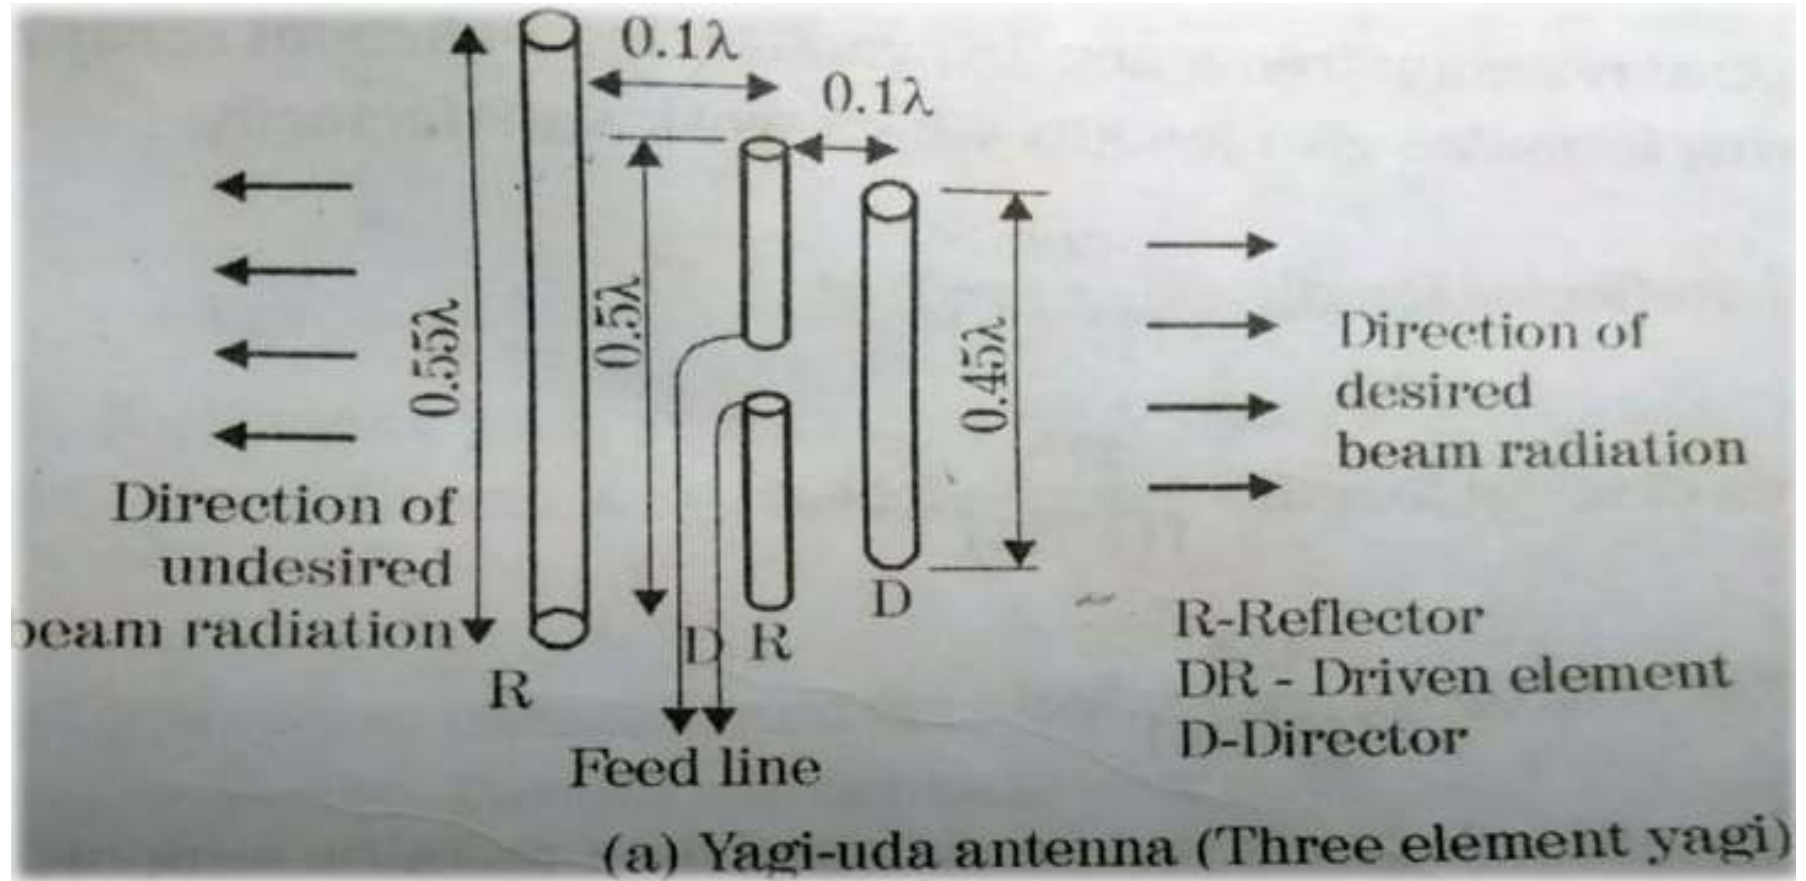 0.1λ
0.1λ
0.55λ
0.5λ
0.45λ
Direction of
desired
beam radiation
Direction of
undesired
beam radiation
D R
D
R
Feed line
R-Reflector
DR - Driven element
D-Director
(a) Yagi-uda antenna (Three element yagi)